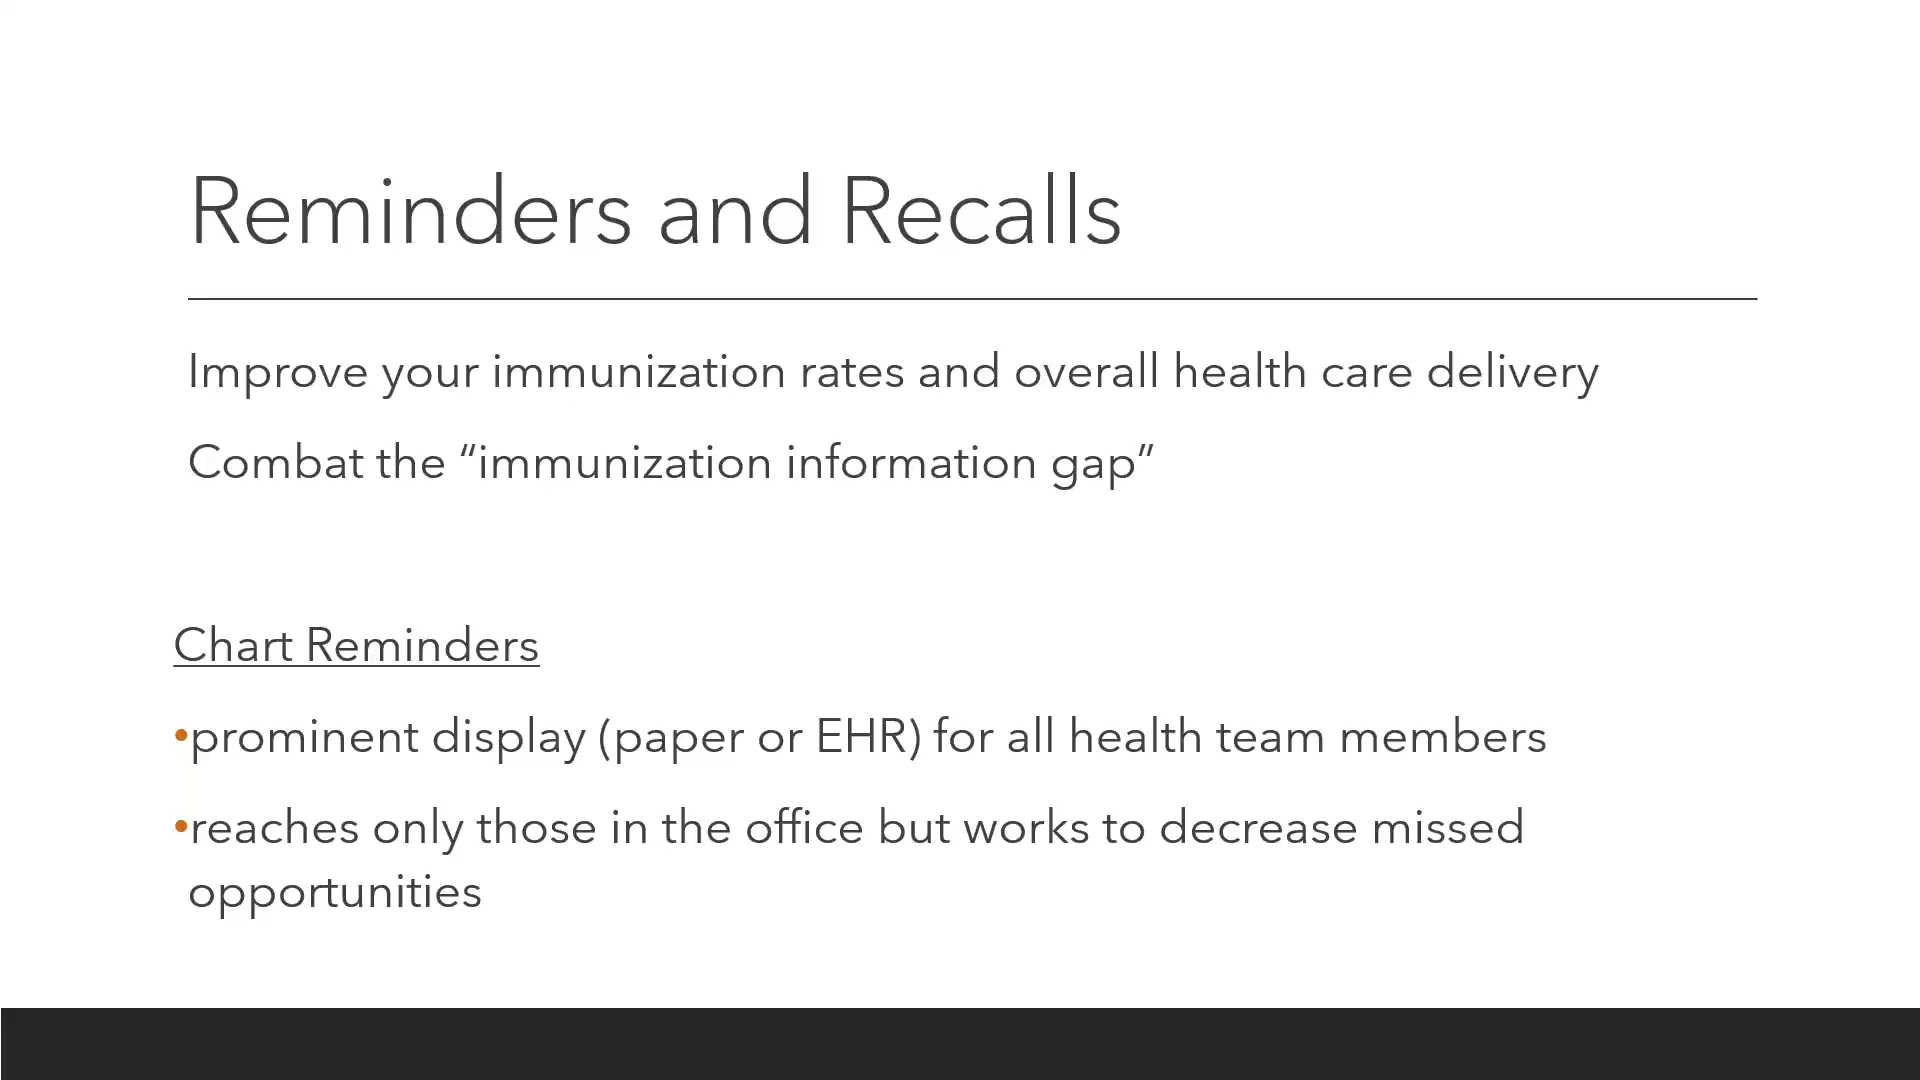 Reminders and Recalls
Improve your immunization rates and overall health care delivery
Combat the “immunization information gap”
Chart Reminders
•prominent display (paper or EHR) for all health team members
•reaches only those in the office but works to decrease missed
opportunities